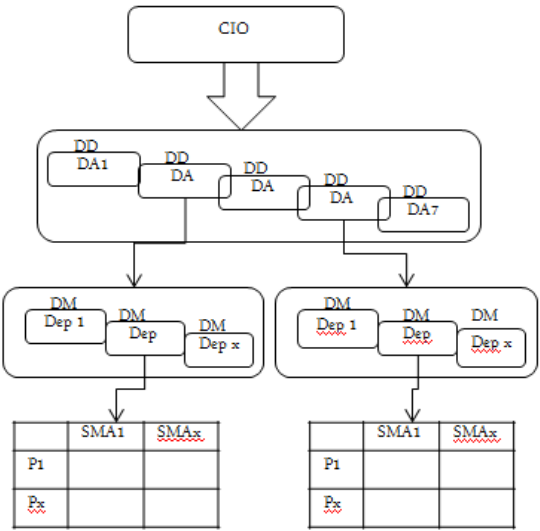 CIO
DD
DA1
DD
DA
DD
DA
DD
DA
DD
DA7
DM
Dep 1
DM
Dep
DM
Dep x
DM
Dep 1
DM
Dep
DM
Dep x
SMA1 SMAx
P1
Px
SMA1 SMAx
P1
Px